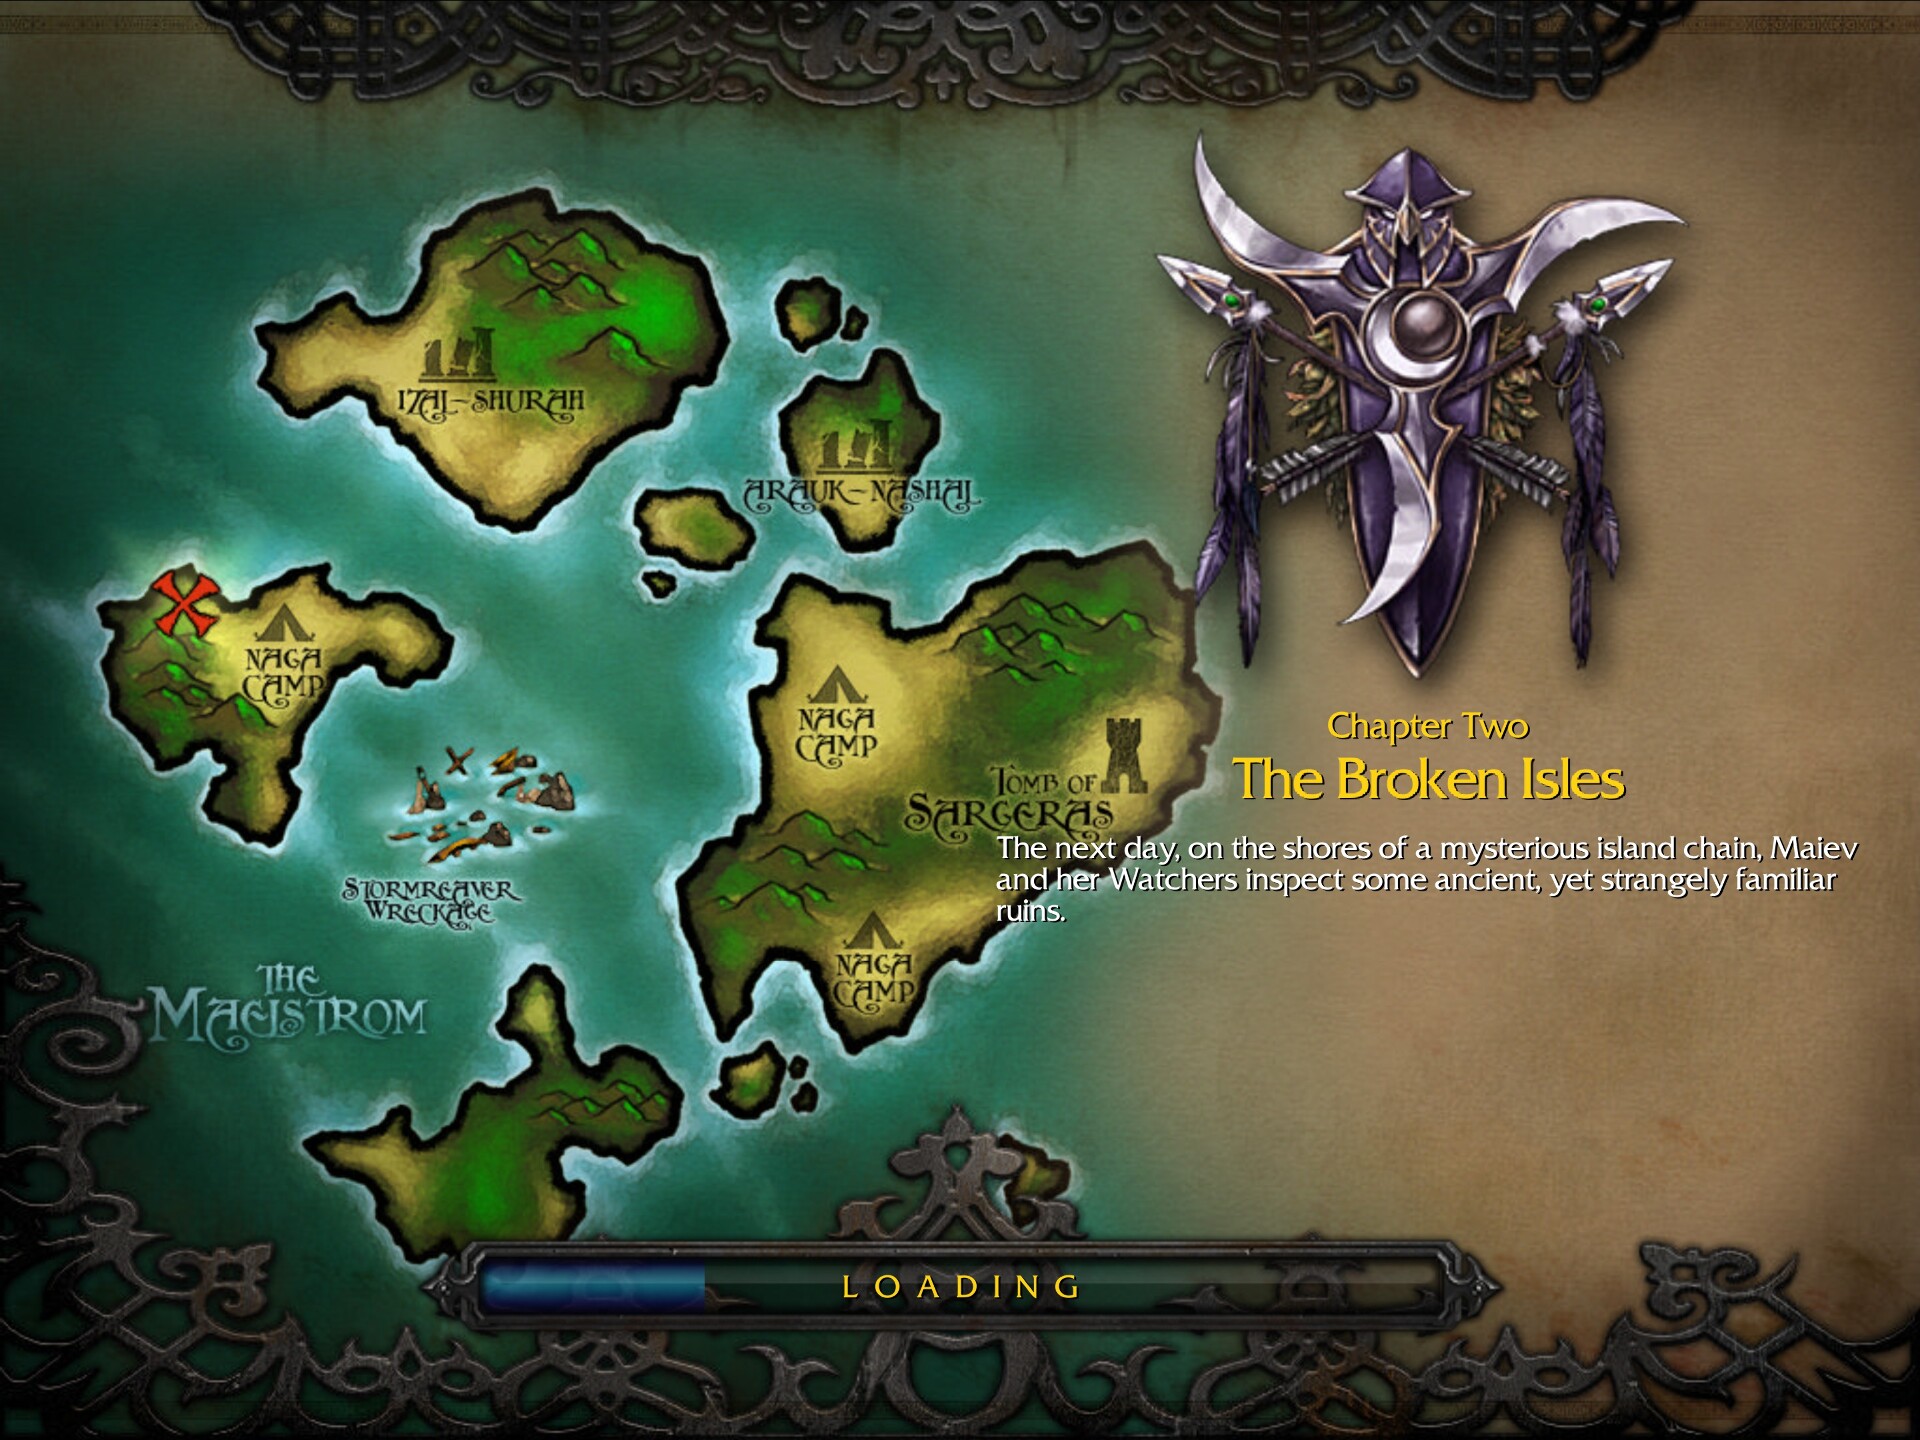 IZAL-SHURAH
ARAUK-NASHAL
NAGA
CAMP
NAGA
CAMP
TOMB OF
SARGERAS
STORMREAVER
WRECKAGE
NAGA
CAMP
THE
MAELSTROM
Chapter Two
The Broken Isles
The next day, on the shores of a mysterious island chain, Maiev
and her Watchers inspect some ancient, yet strangely familiar
ruins.
LOADING